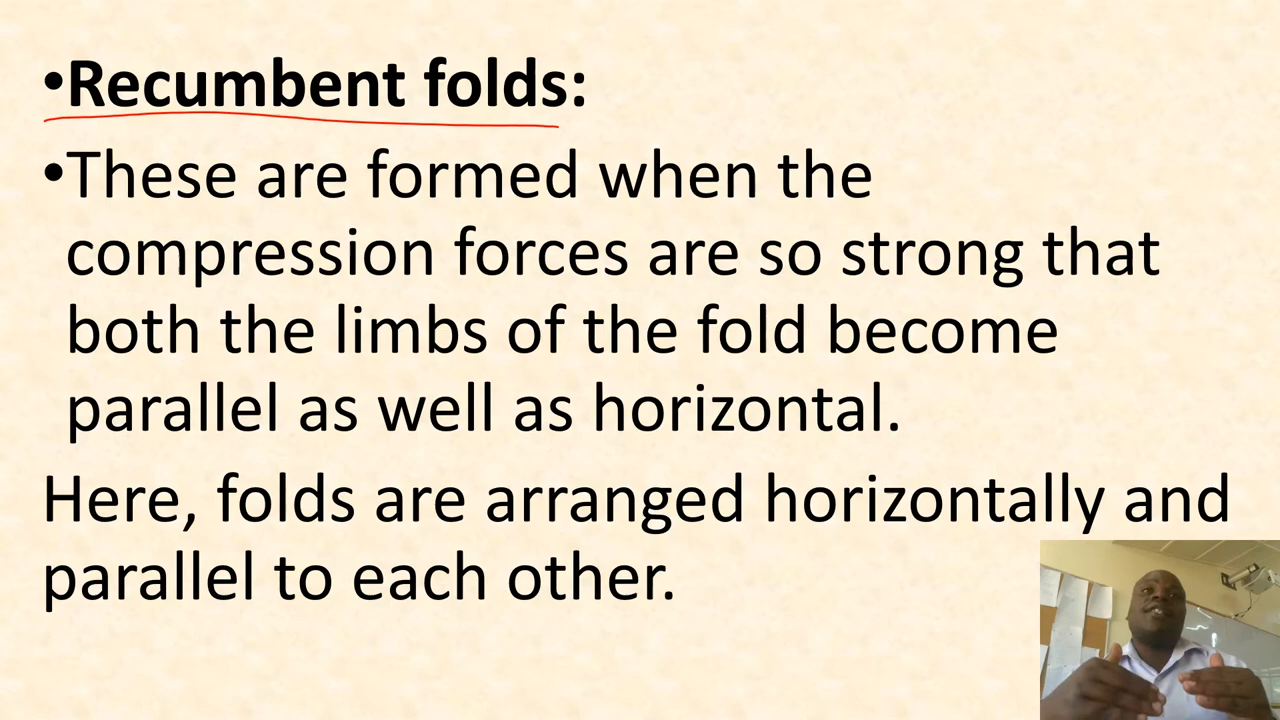 •Recumbent folds:
•These are formed when the
compression forces are so strong that
both the limbs of the fold become
parallel as well as horizontal.
Here, folds are arranged horizontally and
parallel to each other.